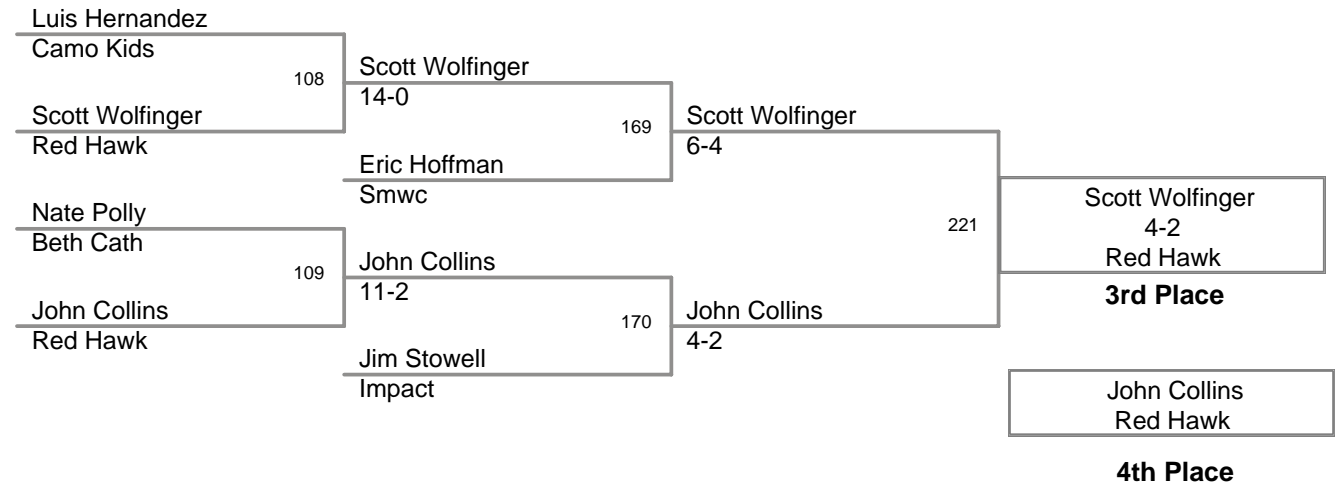 Luis Hernandez
Camo Kids
108
Scott Wolfinger
14-0
Scott Wolfinger
Red Hawk
169
Scott Wolfinger
6-4
Eric Hoffman
Smwc
Nate Polly
Beth Cath
109
John Collins
11-2
John Collins
Red Hawk
170
John Collins
4-2
Jim Stowell
Impact
221
Scott Wolfinger
4-2
Red Hawk
3rd Place
John Collins
Red Hawk
4th Place